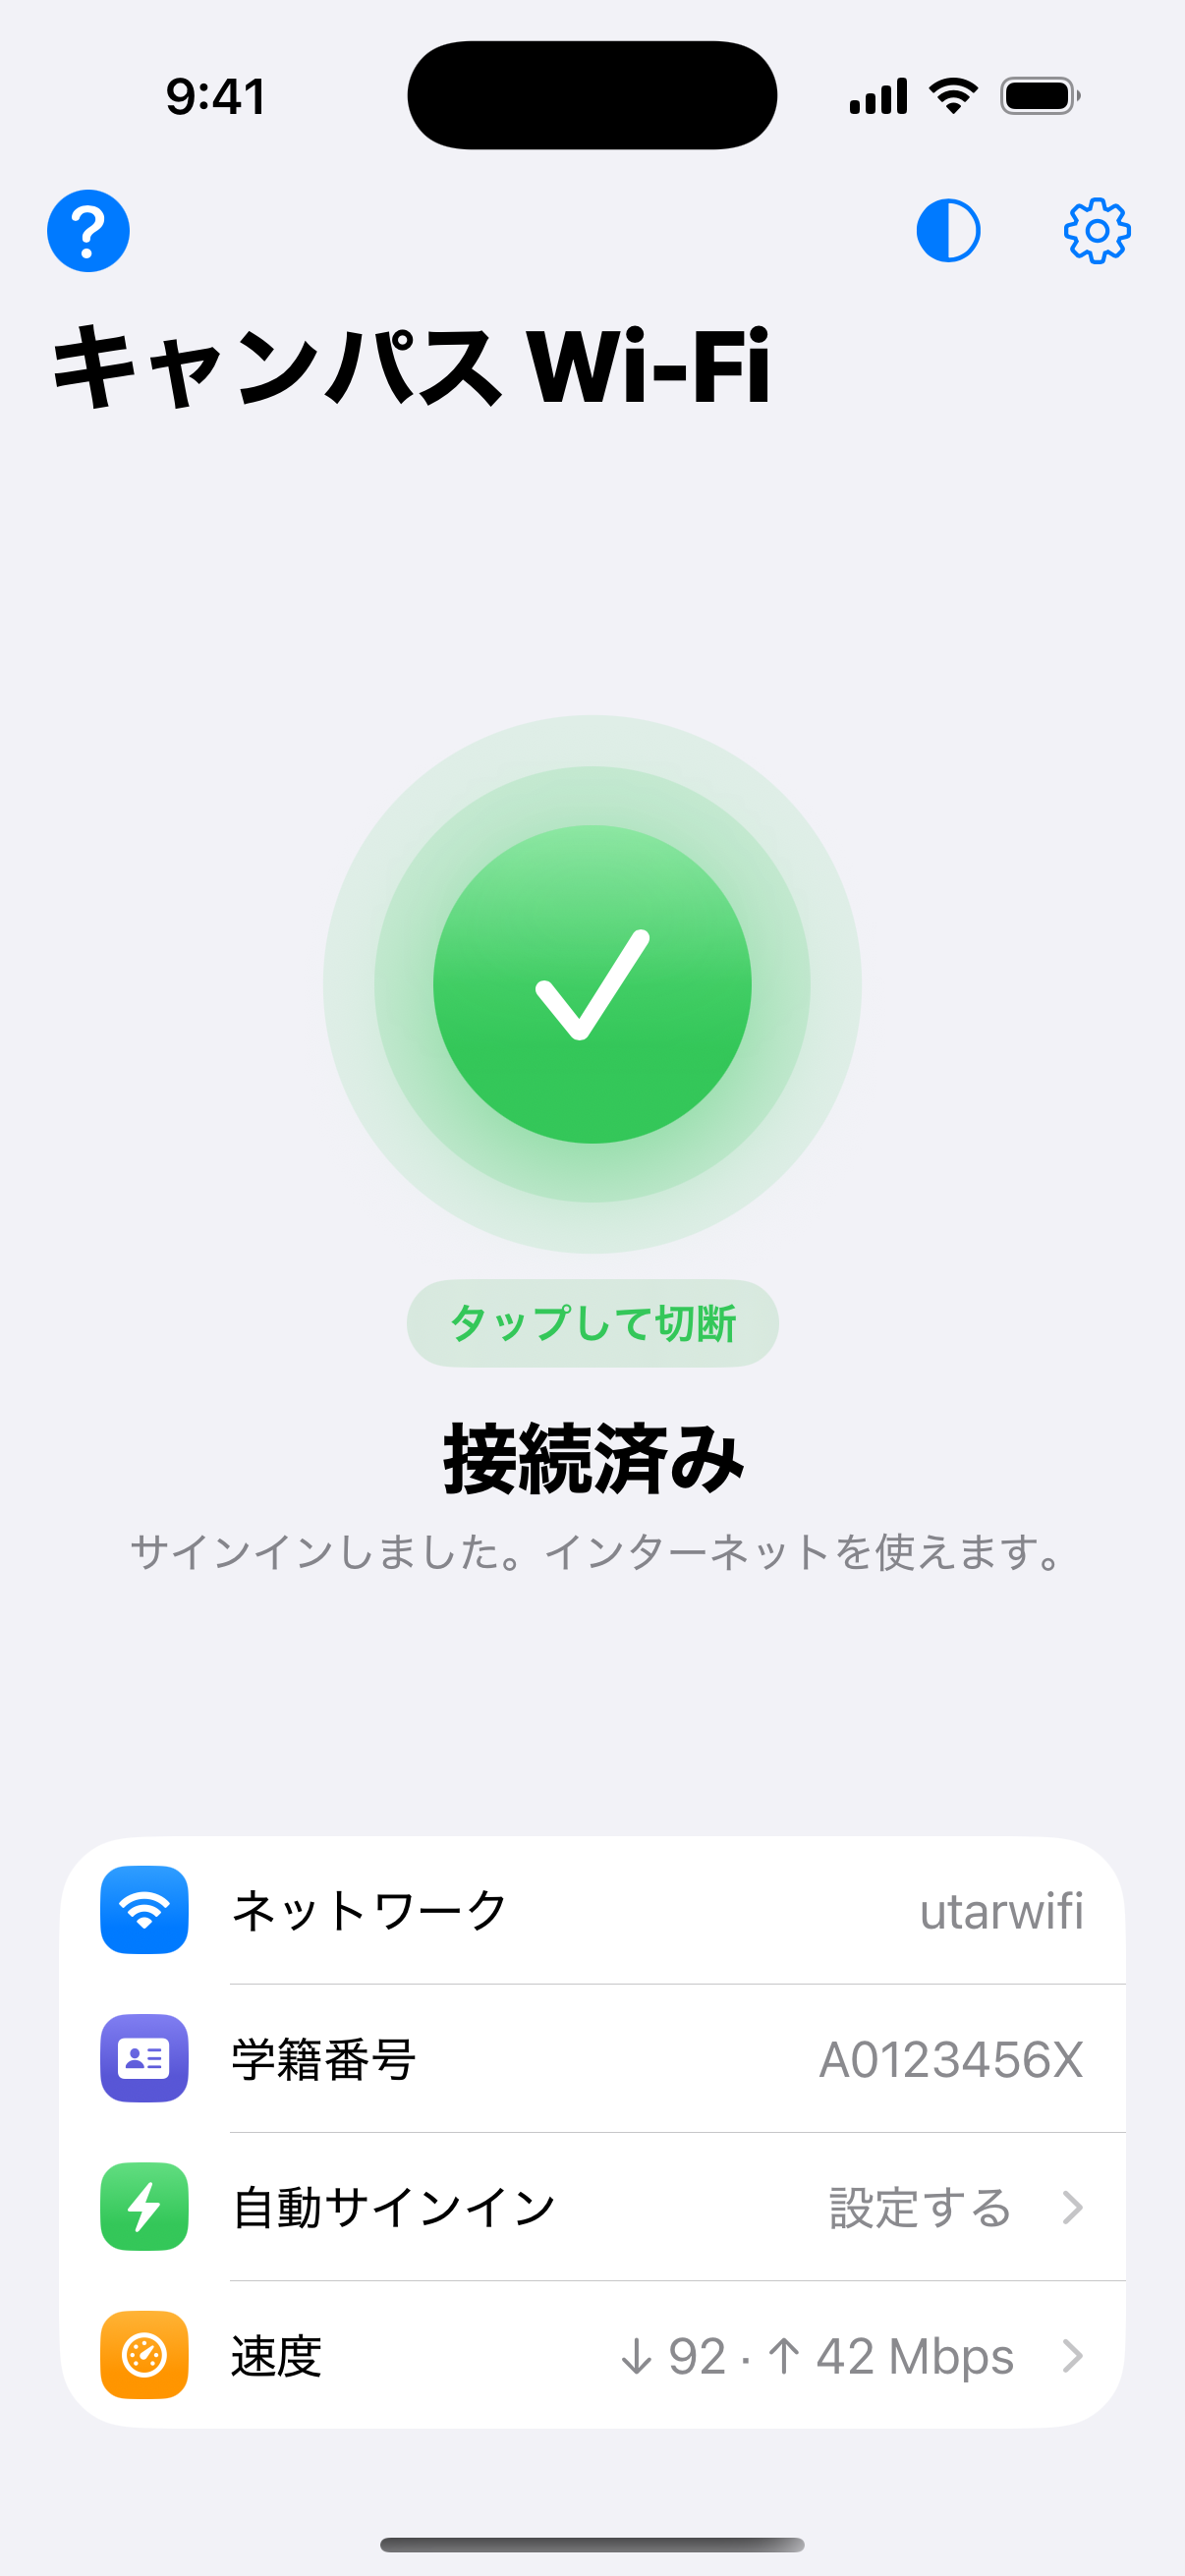 9:41
キャンパス Wi-Fi
タップして切断
接続済み
サインインしました。インターネットを使えます。
ネットワーク utarwifi
学籍番号 A0123456X
自動サインイン 設定する
速度 ↓ 92 · ↑ 42 Mbps